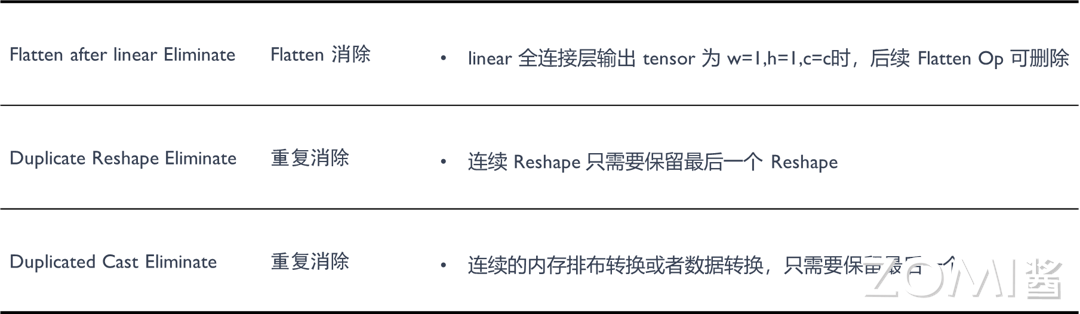 Flatten after linear Eliminate Flatten 消除 • linear 全连接层输出 tensor 为 w=1,h=1,c=c时，后续 Flatten Op 可删除
Duplicate Reshape Eliminate 重复消除 • 连续 Reshape 只需要保留最后一个 Reshape
Duplicated Cast Eliminate 重复消除 • 连续的内存排布转换或者数据转换，只需要保留最后一个
ZOMI酱